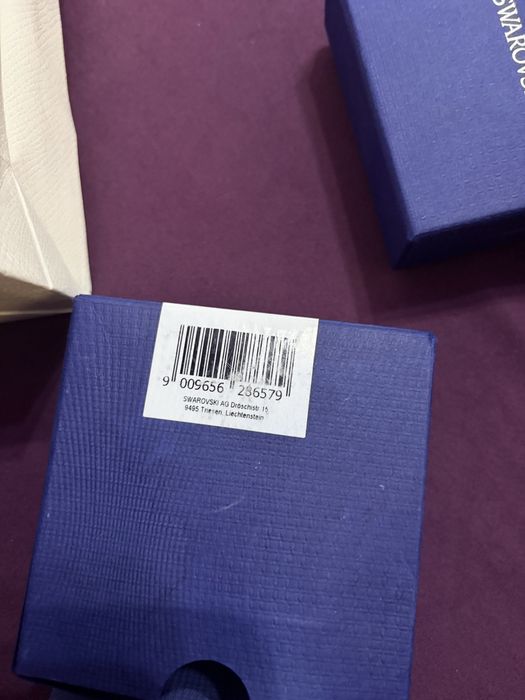 SWAROVS
9 009656 286579
SWAROVSKI AG Dröschistr. 15
9495 Triesen, Liechtenstein